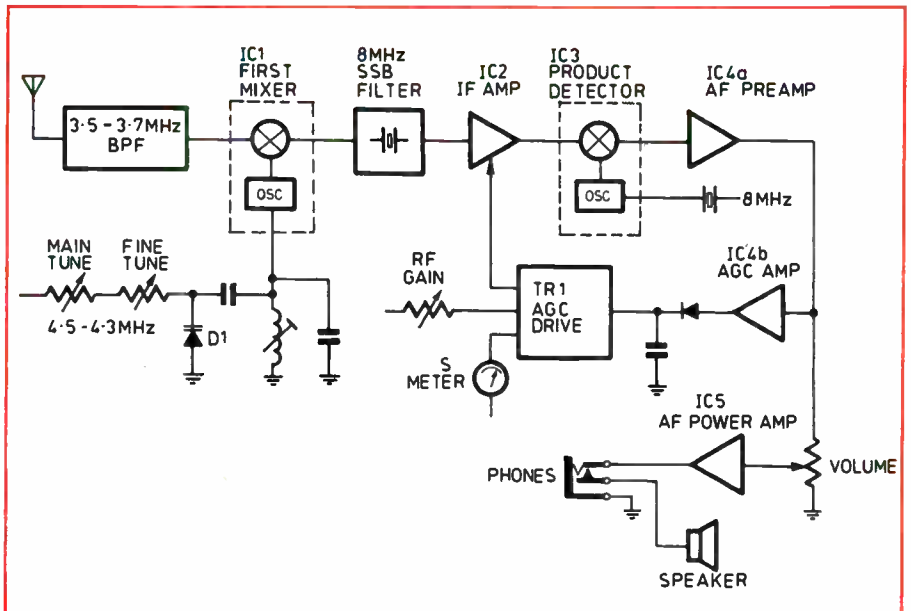 IC1
FIRST
MIXER
8MHz
SSB
FILTER
IC2
IF AMP
IC3
PRODUCT
DETECTOR
IC4a
AF PREAMP
3·5-3·7MHz
BPF
OSC
OSC
8MHz
MAIN
TUNE
FINE
TUNE
4·5-4·3MHz
D1
RF
GAIN
TR1
AGC
DRIVE
IC4b
AGC AMP
S
METER
IC5
AF POWER AMP
VOLUME
PHONES
SPEAKER